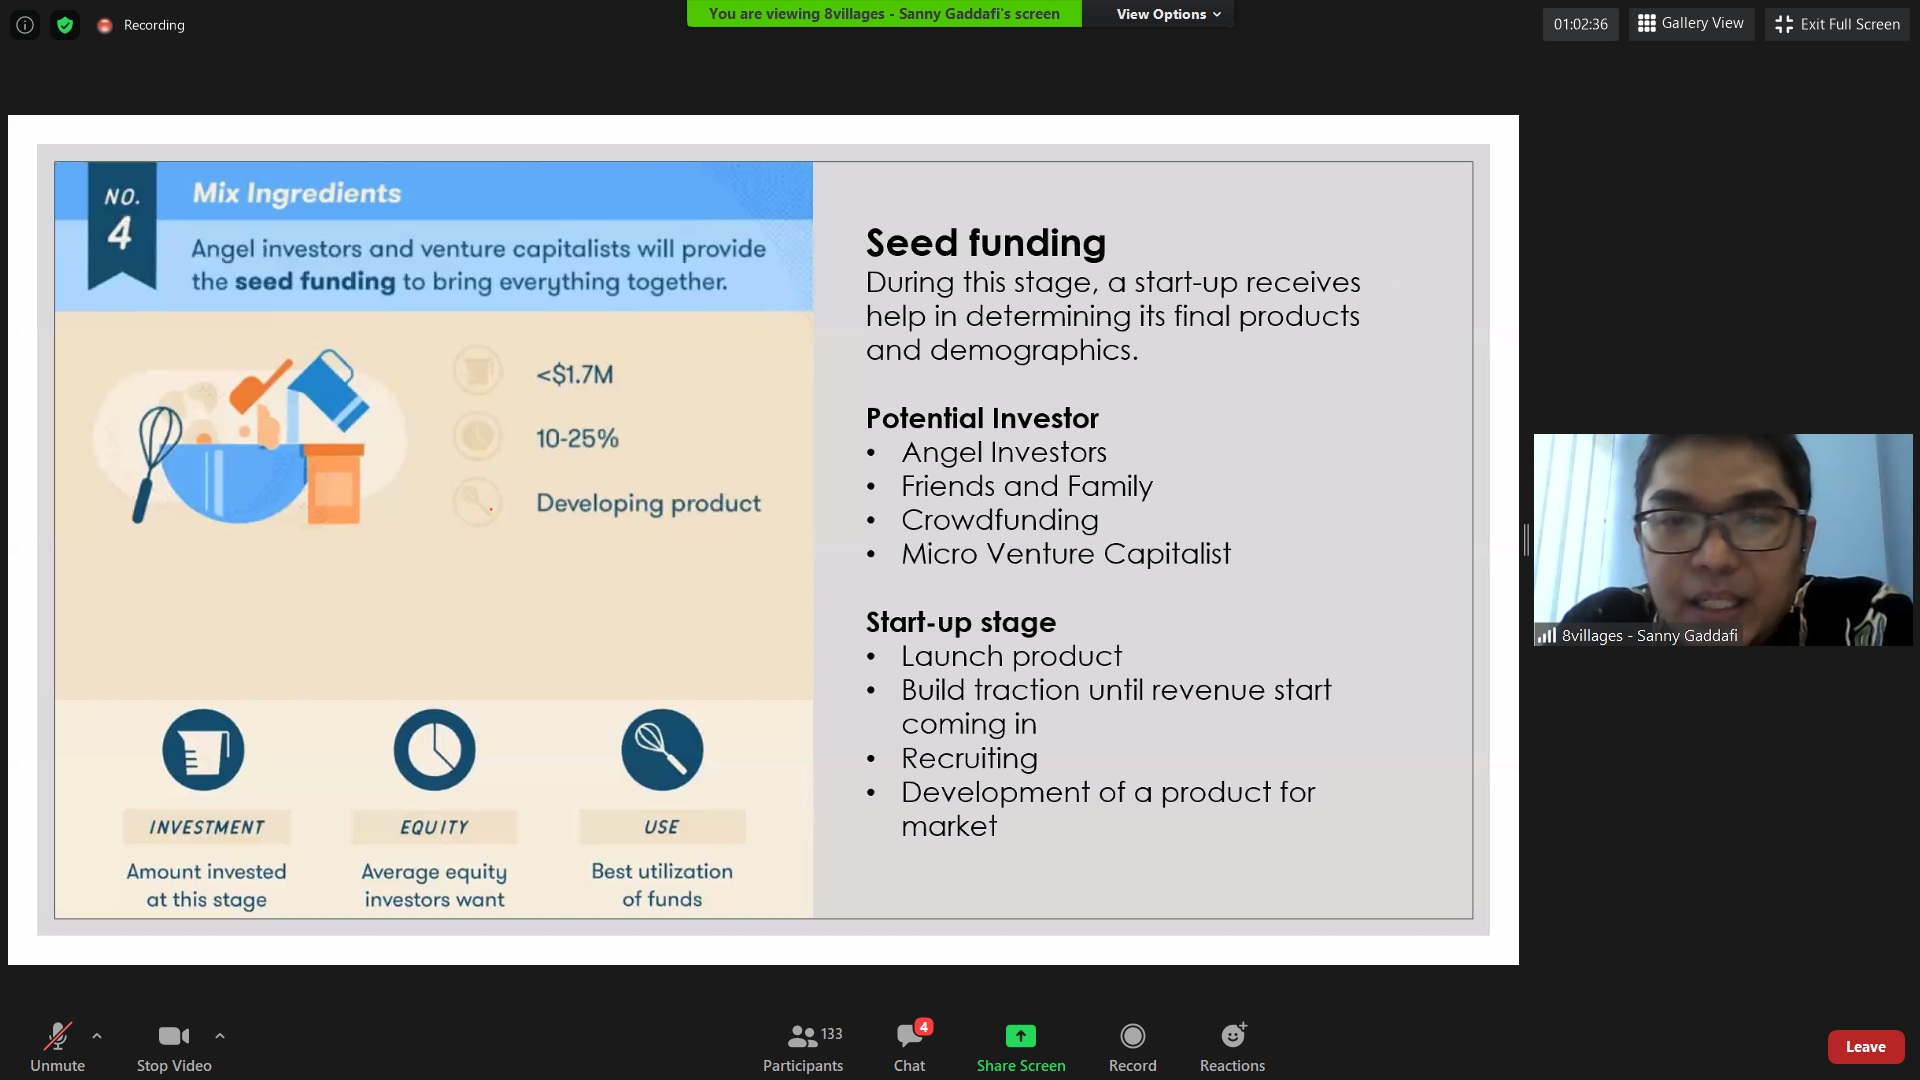 Recording
You are viewing 8villages - Sanny Gaddafi's screen
View Options
01:02:36
Gallery View
Exit Full Screen
NO.
4
Mix Ingredients
Angel investors and venture capitalists will provide
the seed funding to bring everything together.
<$1.7M
10-25%
Developing product
INVESTMENT
Amount invested
at this stage
EQUITY
Average equity
investors want
USE
Best utilization
of funds
Seed funding
During this stage, a start-up receives
help in determining its final products
and demographics.
Potential Investor
• Angel Investors
• Friends and Family
• Crowdfunding
• Micro Venture Capitalist
Start-up stage
• Launch product
• Build traction until revenue start
coming in
• Recruiting
• Development of a product for
market
8villages - Sanny Gaddafi
Unmute
Stop Video
133
Participants
4
Chat
Share Screen
Record
Reactions
Leave